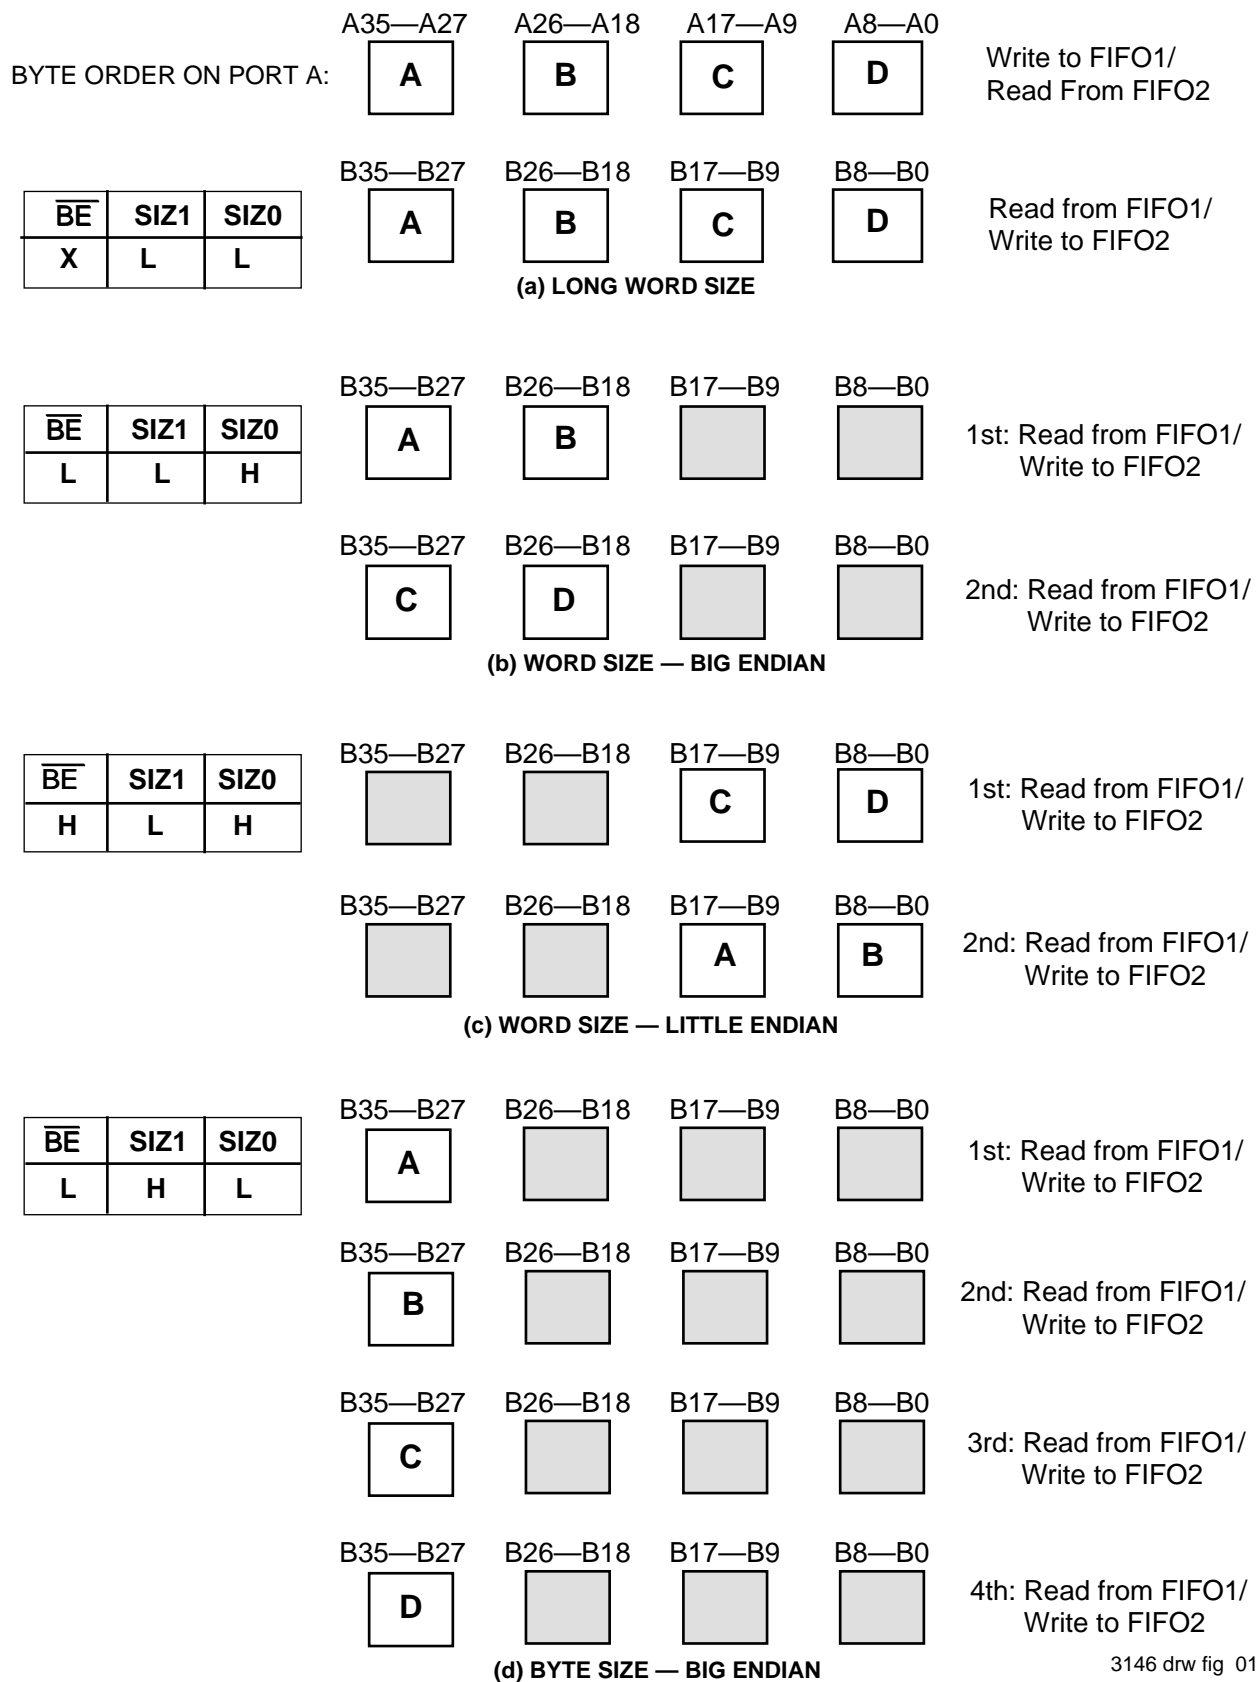 A35—A27 A26—A18 A17—A9 A8—A0
BYTE ORDER ON PORT A: A B C D Write to FIFO1/
Read From FIFO2
B35—B27 B26—B18 B17—B9 B8—B0
BE SIZ1 SIZ0 A B C D Read from FIFO1/
X L L Write to FIFO2
(a) LONG WORD SIZE
B35—B27 B26—B18 B17—B9 B8—B0
BE SIZ1 SIZ0 A B 1st: Read from FIFO1/
L L H Write to FIFO2
B35—B27 B26—B18 B17—B9 B8—B0
C D 2nd: Read from FIFO1/
Write to FIFO2
(b) WORD SIZE — BIG ENDIAN
B35—B27 B26—B18 B17—B9 B8—B0
BE SIZ1 SIZ0 C D 1st: Read from FIFO1/
H L H Write to FIFO2
B35—B27 B26—B18 B17—B9 B8—B0
A B 2nd: Read from FIFO1/
Write to FIFO2
(c) WORD SIZE — LITTLE ENDIAN
B35—B27 B26—B18 B17—B9 B8—B0
BE SIZ1 SIZ0 A 1st: Read from FIFO1/
L H L Write to FIFO2
B35—B27 B26—B18 B17—B9 B8—B0
B 2nd: Read from FIFO1/
Write to FIFO2
B35—B27 B26—B18 B17—B9 B8—B0
C 3rd: Read from FIFO1/
Write to FIFO2
B35—B27 B26—B18 B17—B9 B8—B0
D 4th: Read from FIFO1/
Write to FIFO2
(d) BYTE SIZE — BIG ENDIAN
3146 drw fig 01